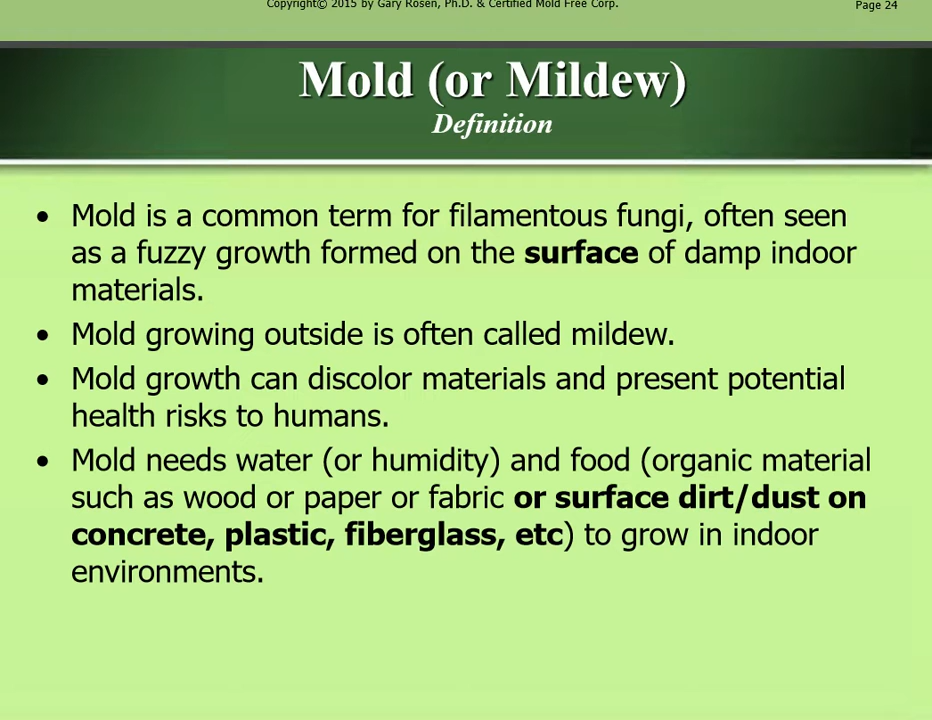 Copyright© 2015 by Gary Rosen, Ph.D. & Certified Mold Free Corp.
Page 24
Mold (or Mildew)
Definition
• Mold is a common term for filamentous fungi, often seen
as a fuzzy growth formed on the surface of damp indoor
materials.
• Mold growing outside is often called mildew.
• Mold growth can discolor materials and present potential
health risks to humans.
• Mold needs water (or humidity) and food (organic material
such as wood or paper or fabric or surface dirt/dust on
concrete, plastic, fiberglass, etc) to grow in indoor
environments.